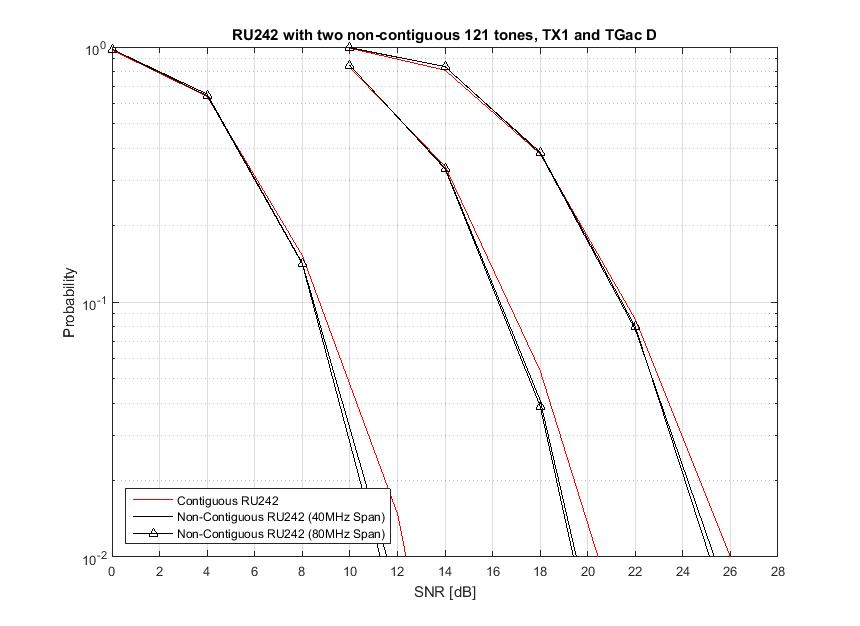 RU242 with two non-contiguous 121 tones, TX1 and TGac D
10^0
10^-1
10^-2
Probability
Contiguous RU242
Non-Contiguous RU242 (40MHz Span)
Non-Contiguous RU242 (80MHz Span)
0 2 4 6 8 10 12 14 16 18 20 22 24 26 28
SNR [dB]